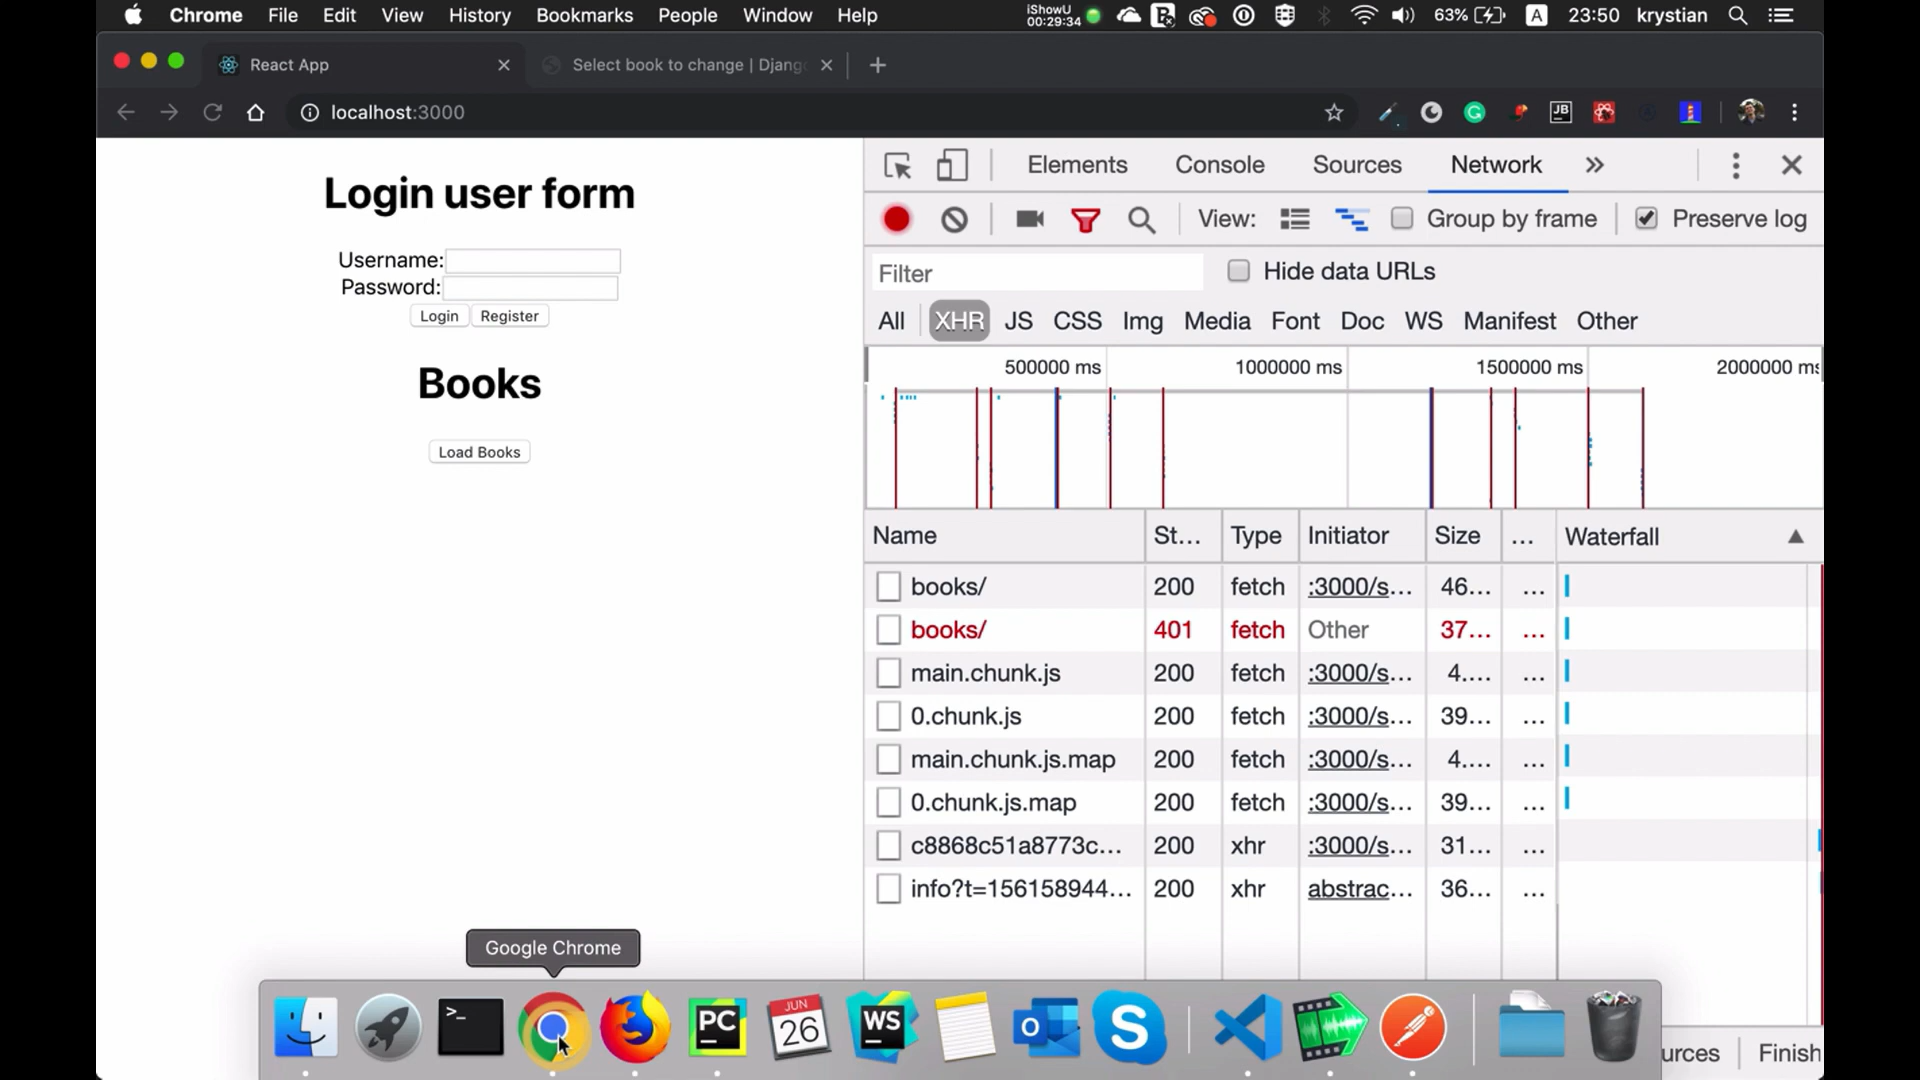 Chrome File Edit View History Bookmarks People Window Help iShowU 00:29:34 63% A 23:50 krystian
React App Select book to change | Djang
localhost:3000 JB
Login user form
Username:
Password:
Login Register
Books
Load Books
Elements Console Sources Network
View: Group by frame Preserve log
Filter Hide data URLs
All XHR JS CSS Img Media Font Doc WS Manifest Other
500000 ms 1000000 ms 1500000 ms 2000000 ms
Name St... Type Initiator Size ... Waterfall
books/ 200 fetch :3000/s... 46... ...
books/ 401 fetch Other 37... ...
main.chunk.js 200 fetch :3000/s... 4.... ...
0.chunk.js 200 fetch :3000/s... 39... ...
main.chunk.js.map 200 fetch :3000/s... 4.... ...
0.chunk.js.map 200 fetch :3000/s... 39... ...
c8868c51a8773c... 200 xhr :3000/s... 31... ...
info?t=156158944... 200 xhr abstrac... 36... ...
Google Chrome
>_ PC JUN 26 WS O S
urces Finish